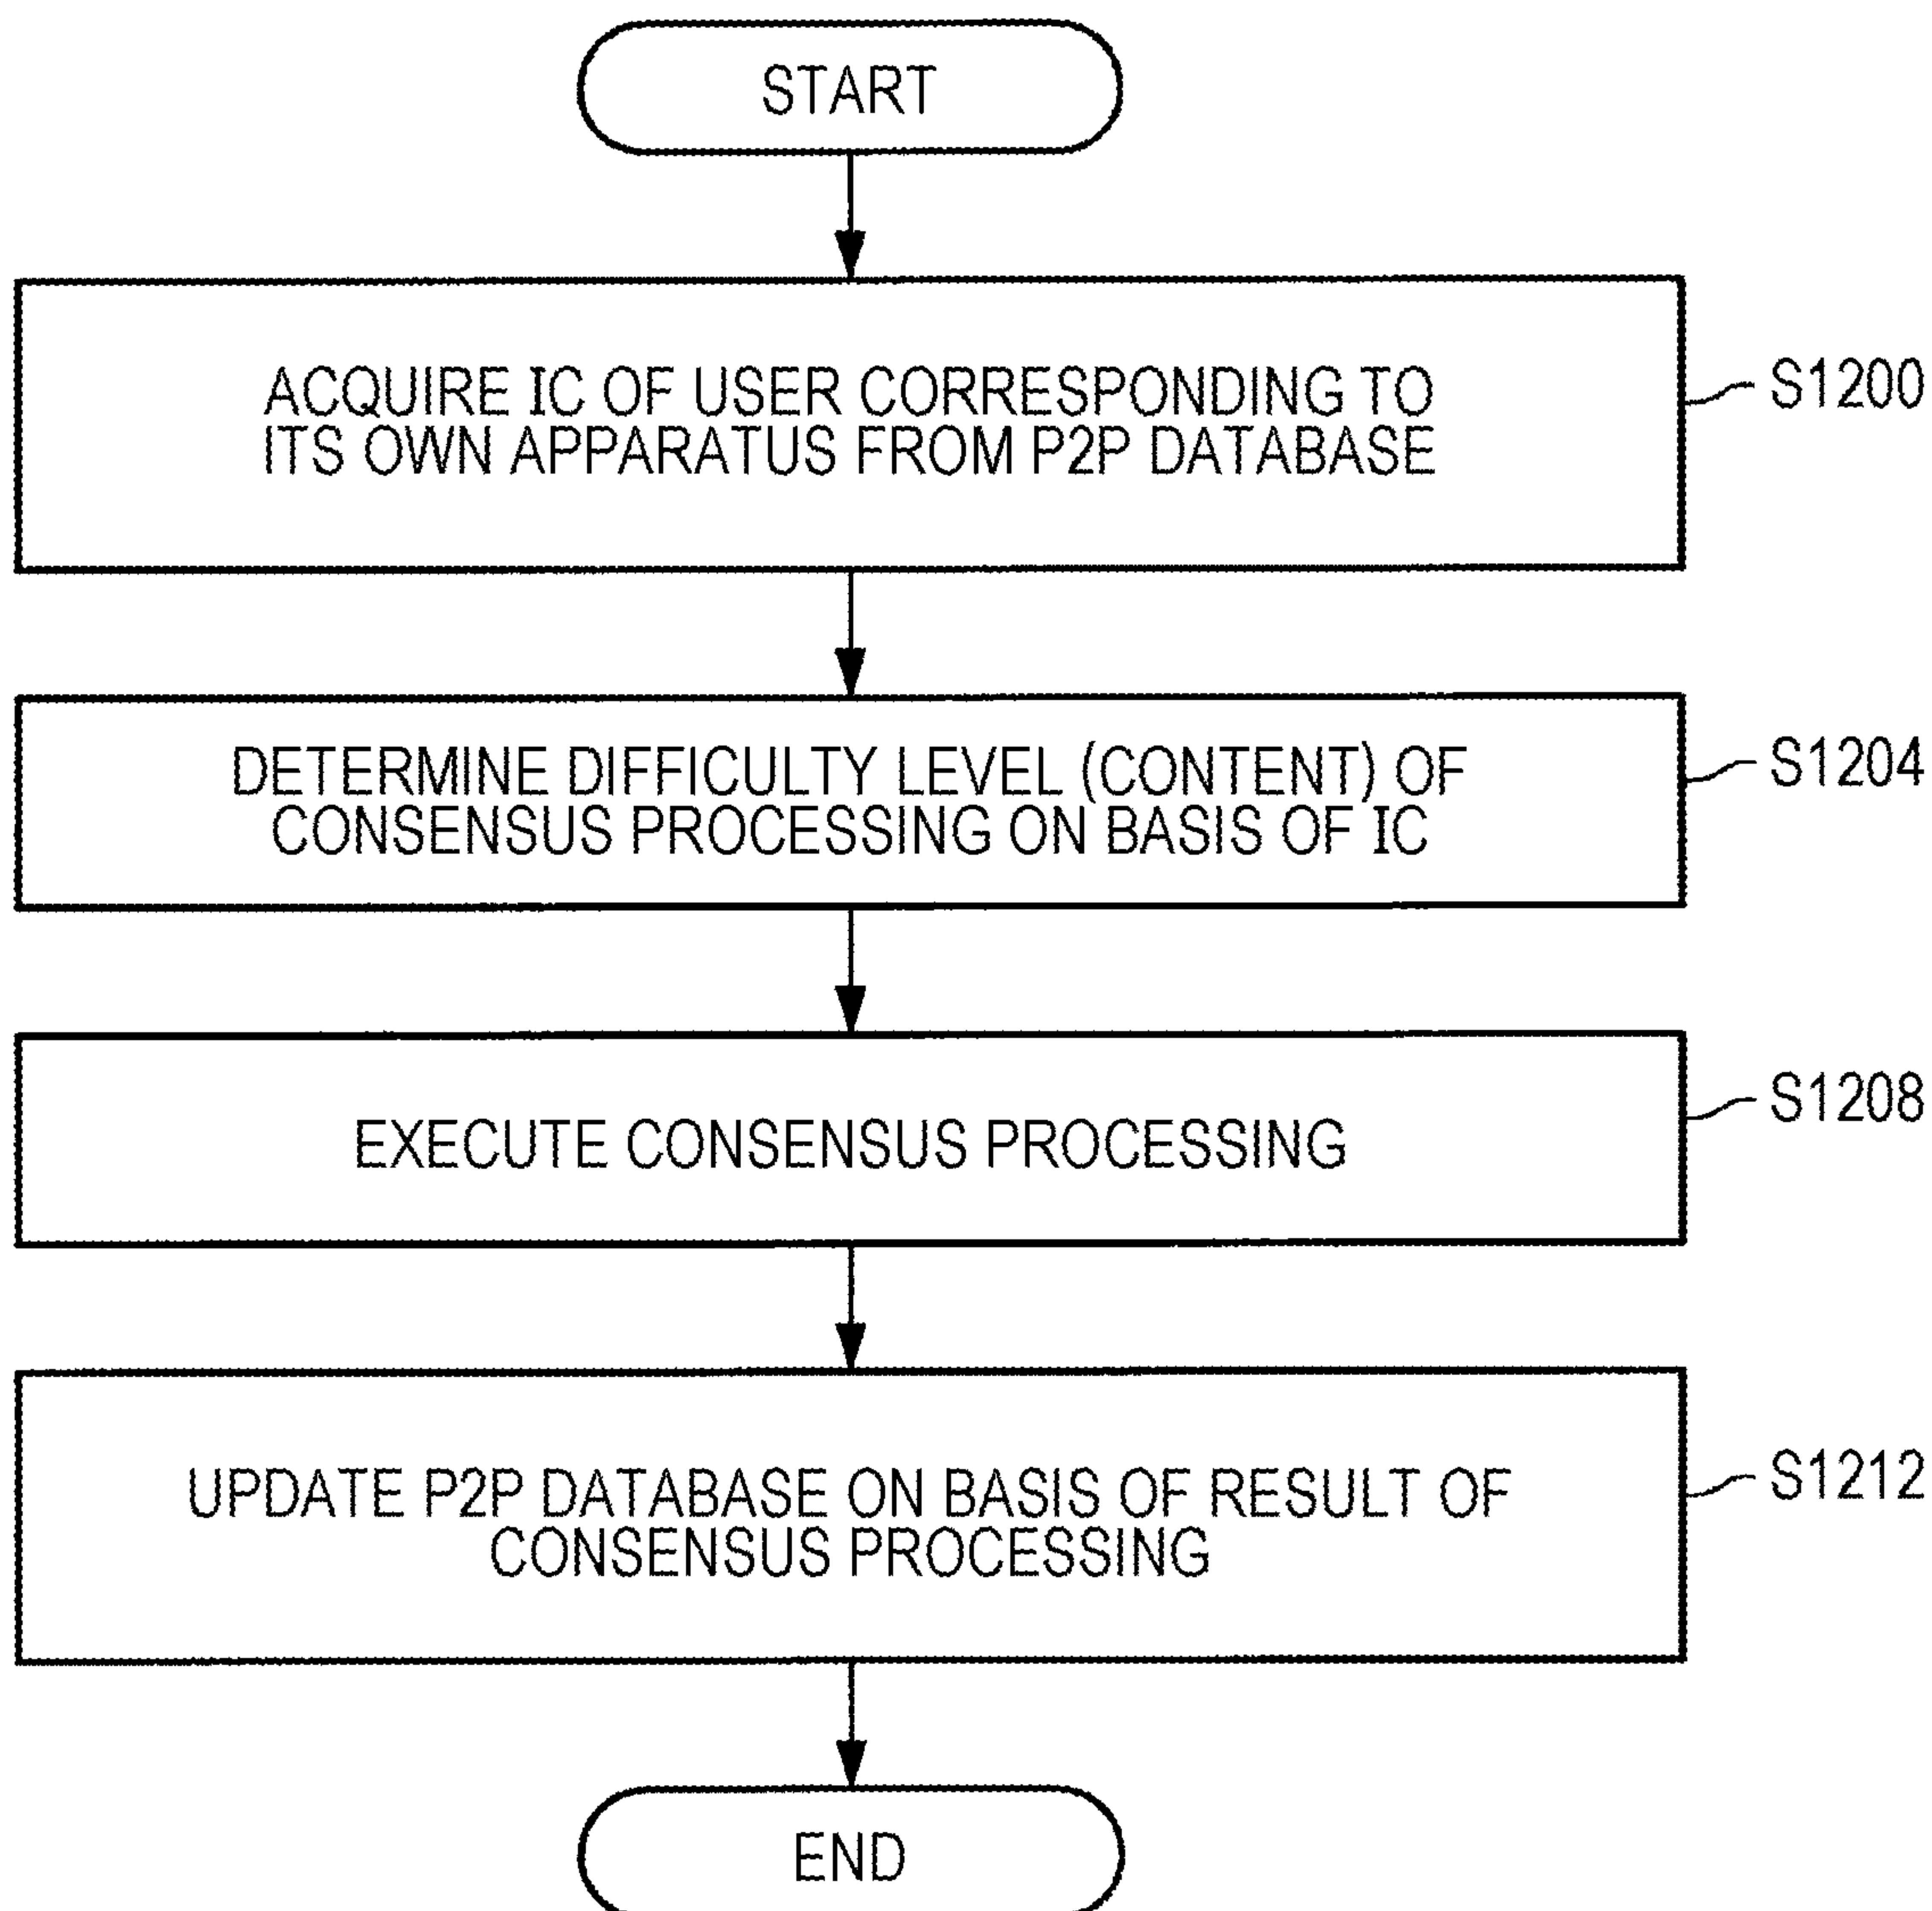 START
ACQUIRE IC OF USER CORRESPONDING TO
ITS OWN APPARATUS FROM P2P DATABASE
S1200
DETERMINE DIFFICULTY LEVEL (CONTENT) OF
CONSENSUS PROCESSING ON BASIS OF IC
S1204
EXECUTE CONSENSUS PROCESSING
S1208
UPDATE P2P DATABASE ON BASIS OF RESULT OF
CONSENSUS PROCESSING
S1212
END